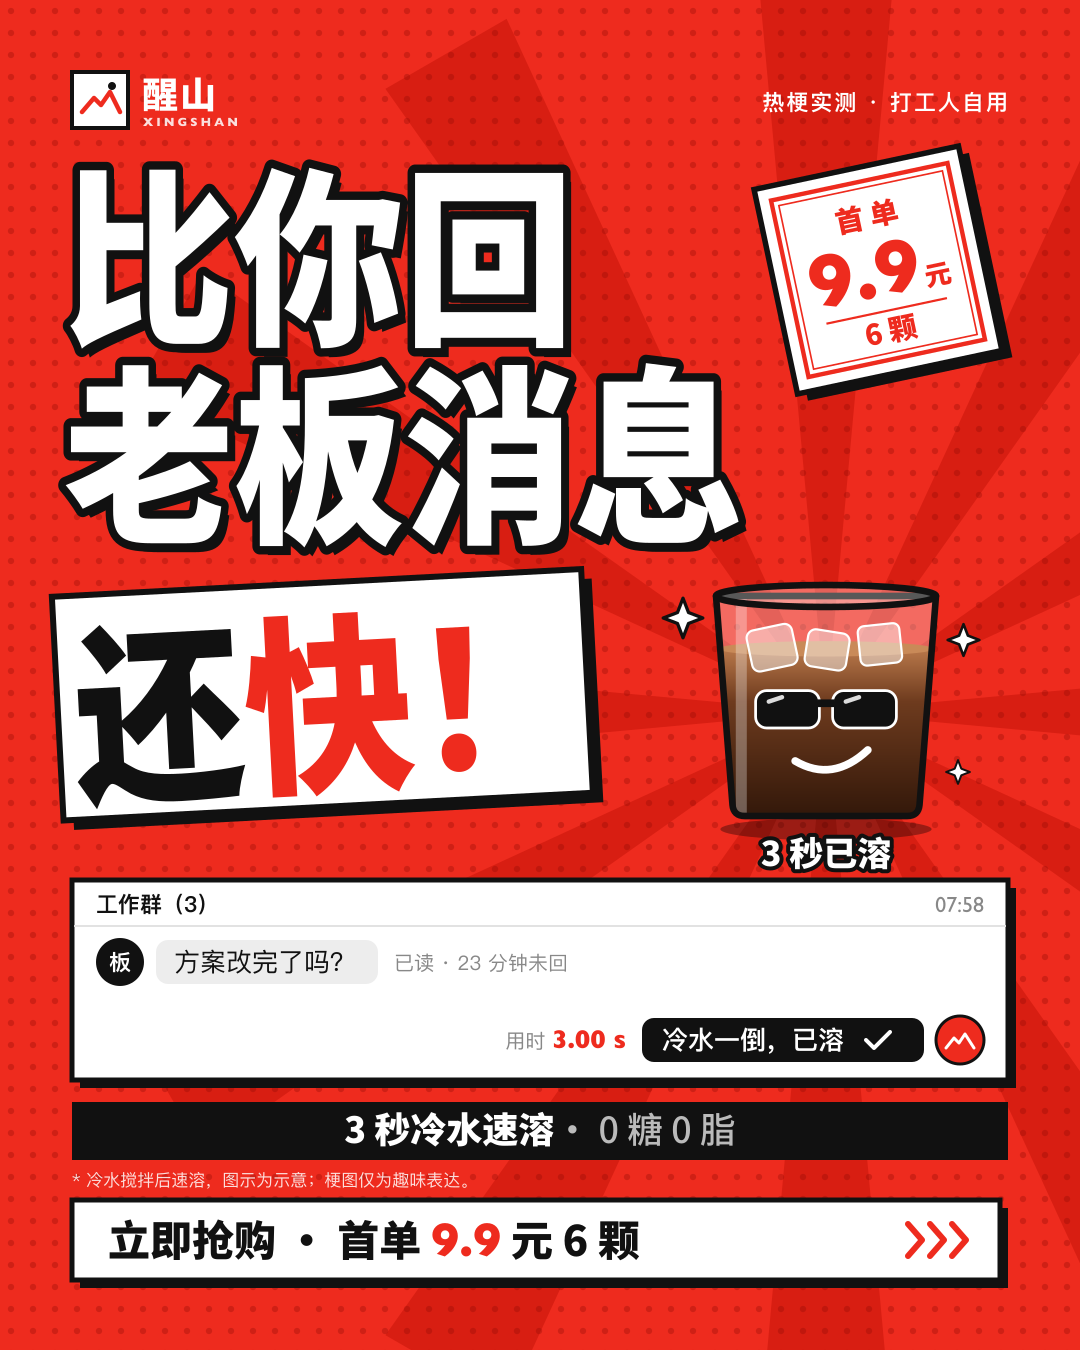 醒山
XINGSHAN
热梗实测 · 打工人自用
比你回
老板消息
还快！
首单
9.9元
6颗
3 秒已溶
工作群（3）
07:58
板
方案改完了吗？
已读 · 23 分钟未回
用时 3.00 s
冷水一倒，已溶
3 秒冷水速溶 · 0 糖 0 脂
* 冷水搅拌后速溶，图示为示意；梗图仅为趣味表达。
立即抢购 · 首单 9.9 元 6 颗